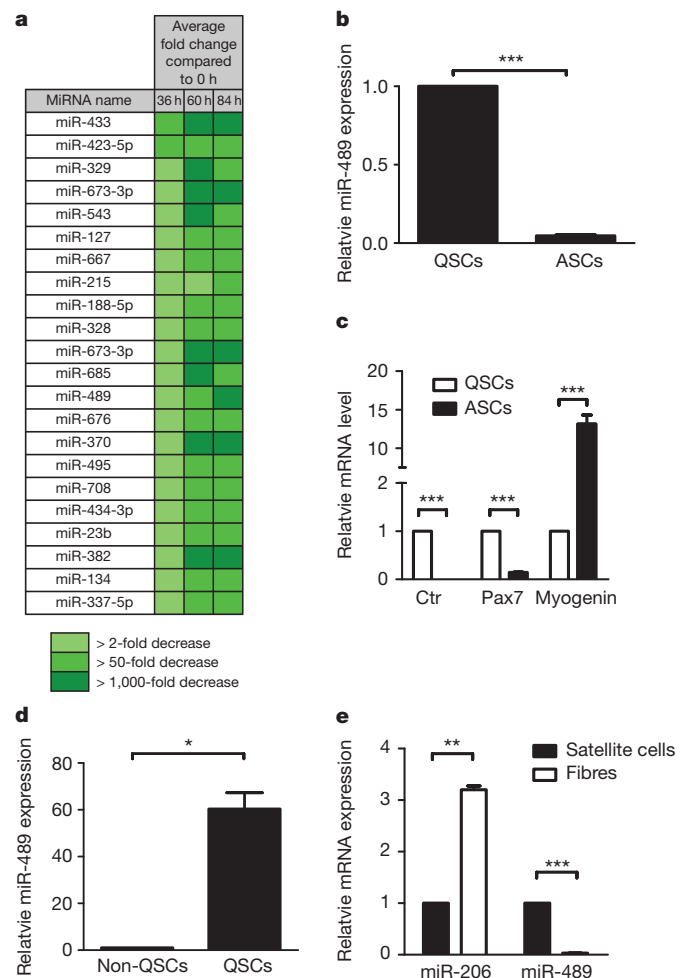 a
Average
fold change
compared
to 0 h
MiRNA name 36 h 60 h 84 h
miR-433
miR-423-5p
miR-329
miR-673-3p
miR-543
miR-127
miR-667
miR-215
miR-188-5p
miR-328
miR-673-3p
miR-685
miR-489
miR-676
miR-370
miR-495
miR-708
miR-434-3p
miR-23b
miR-382
miR-134
miR-337-5p
> 2-fold decrease
> 50-fold decrease
> 1,000-fold decrease
b
Relatvie miR-489 expression
***
1.0
0.5
0.0
QSCs ASCs
c
Relatvie mRNA level
20
15
10
2
1
0
QSCs
ASCs
*** *** ***
Ctr Pax7 Myogenin
d
Relatvie miR-489 expression
80
60
40
20
0
*
Non-QSCs QSCs
e
Relatvie mRNA expression
4
3
2
1
0
** ***
Satellite cells
Fibres
miR-206 miR-489